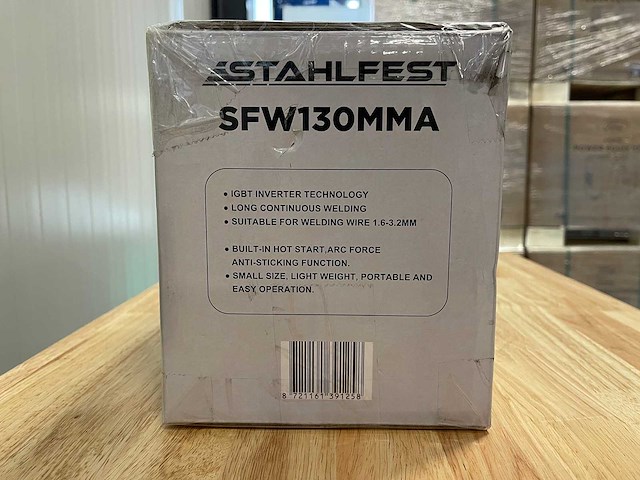 STAHLFEST
SFW130MMA
• IGBT INVERTER TECHNOLOGY
• LONG CONTINUOUS WELDING
• SUITABLE FOR WELDING WIRE 1.6-3.2MM
• BUILT-IN HOT START,ARC FORCE
ANTI-STICKING FUNCTION.
• SMALL SIZE, LIGHT WEIGHT, PORTABLE AND
EASY OPERATION.
8 721161 391258